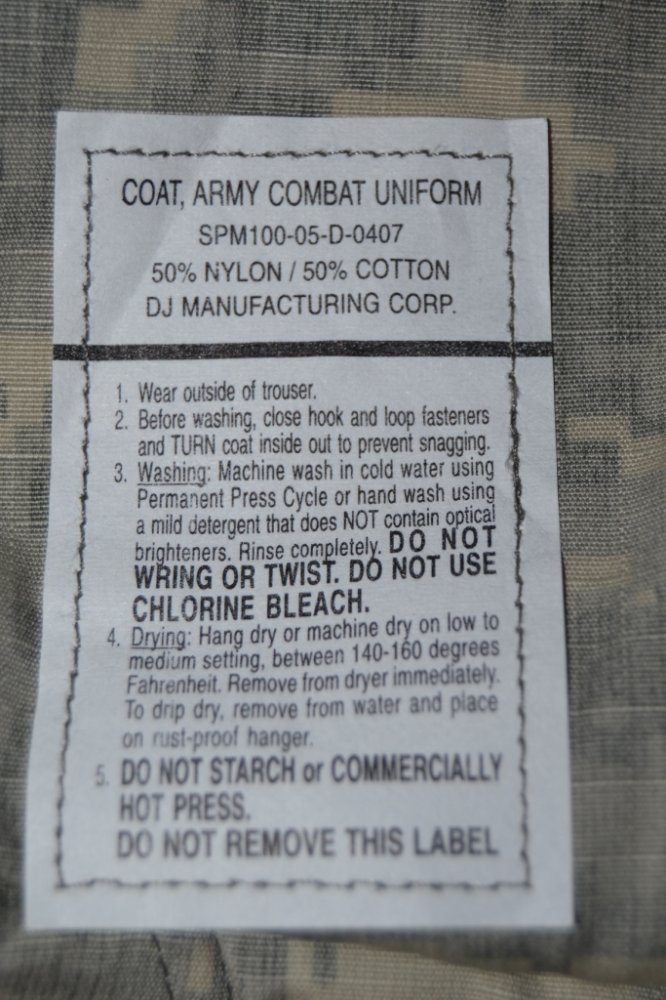 COAT, ARMY COMBAT UNIFORM
SPM100-05-D-0407
50% NYLON / 50% COTTON
DJ MANUFACTURING CORP.
1. Wear outside of trouser.
2. Before washing, close hook and loop fasteners
and TURN coat inside out to prevent snagging.
3. Washing: Machine wash in cold water using
Permanent Press Cycle or hand wash using
a mild detergent that does NOT contain optical
brighteners. Rinse completely. DO NOT
WRING OR TWIST. DO NOT USE
CHLORINE BLEACH.
4. Drying: Hang dry or machine dry on low to
medium setting, between 140-160 degrees
Fahrenheit. Remove from dryer immediately.
To drip dry, remove from water and place
on rust-proof hanger.
5. DO NOT STARCH or COMMERCIALLY
HOT PRESS.
DO NOT REMOVE THIS LABEL